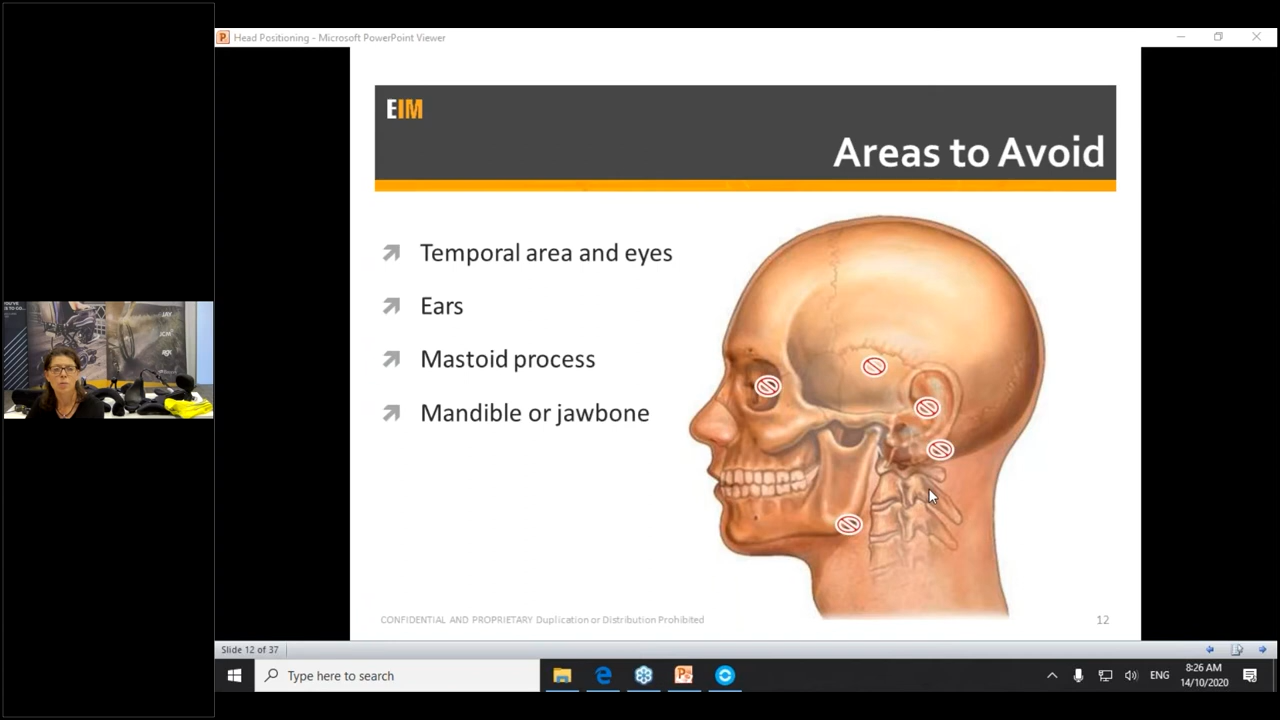 Head Positioning - Microsoft PowerPoint Viewer
EIM
Areas to Avoid
Temporal area and eyes
Ears
Mastoid process
Mandible or jawbone
CONFIDENTIAL AND PROPRIETARY Duplication or Distribution Prohibited
12
Slide 12 of 37
Type here to search
ENG
8:26 AM
14/10/2020